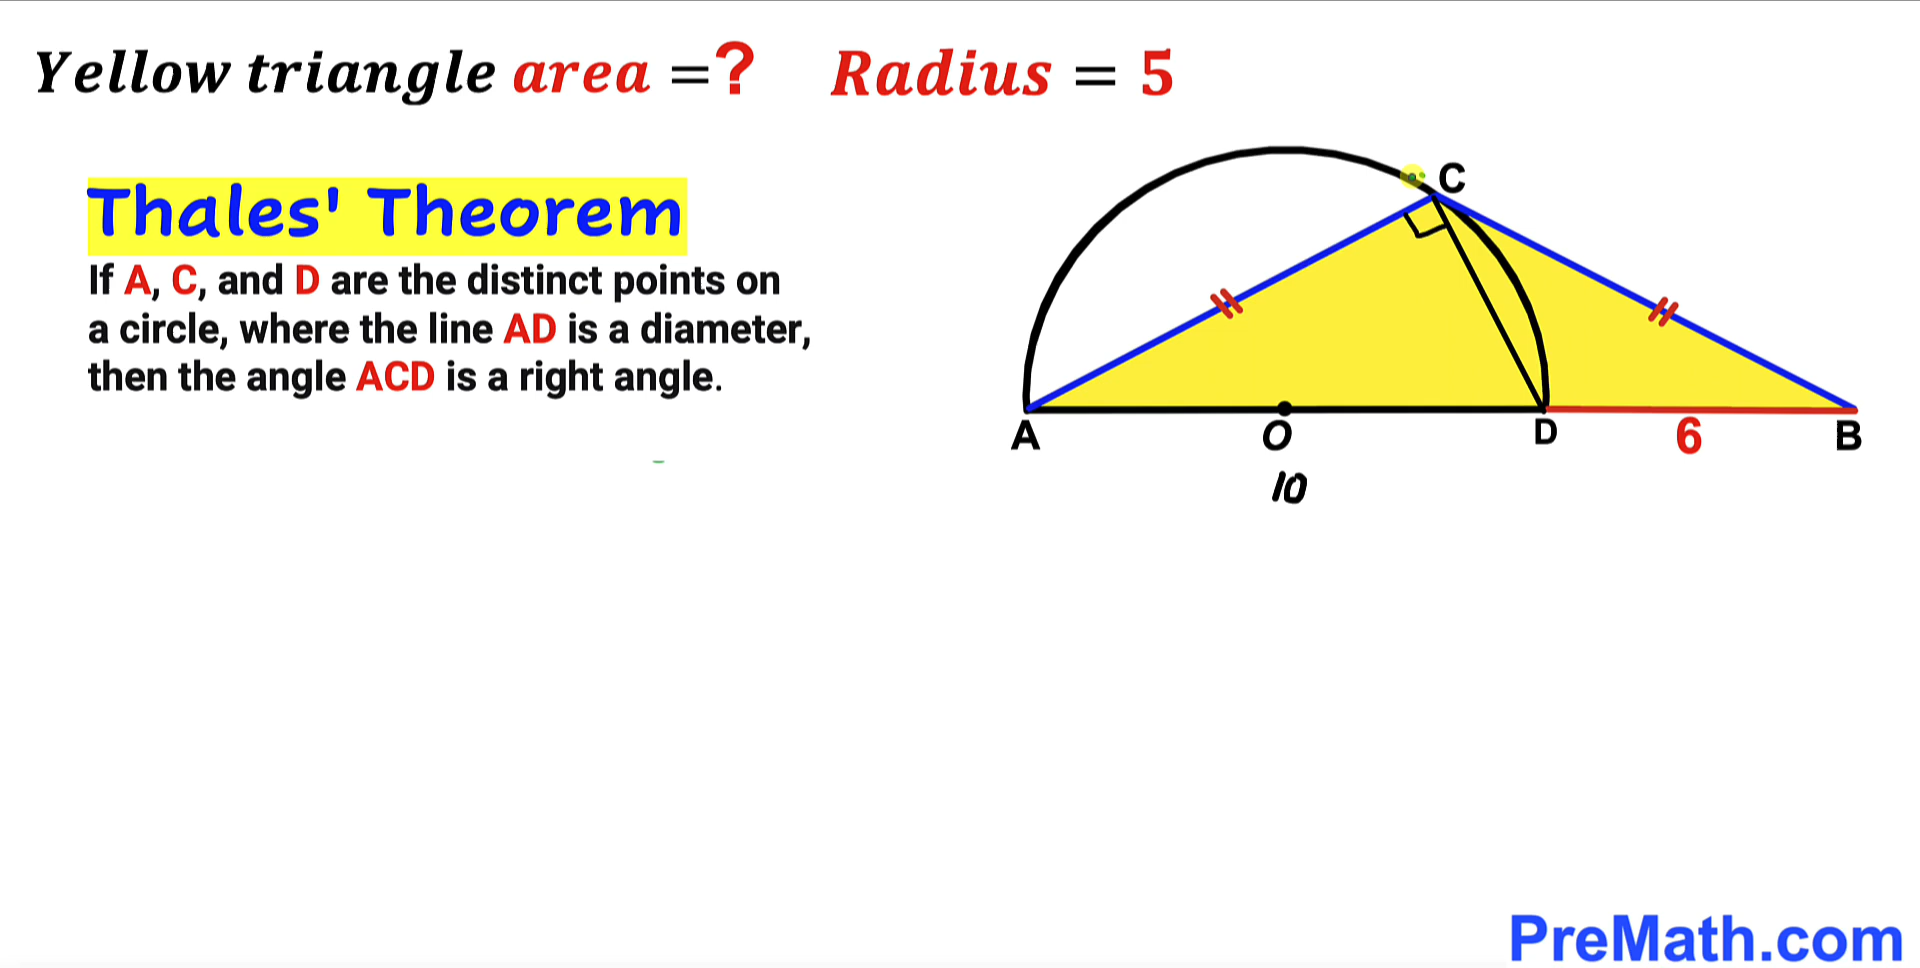 Yellow triangle area =? Radius = 5
Thales' Theorem
If A, C, and D are the distinct points on
a circle, where the line AD is a diameter,
then the angle ACD is a right angle.
C
A
O
D
6
B
10
PreMath.com